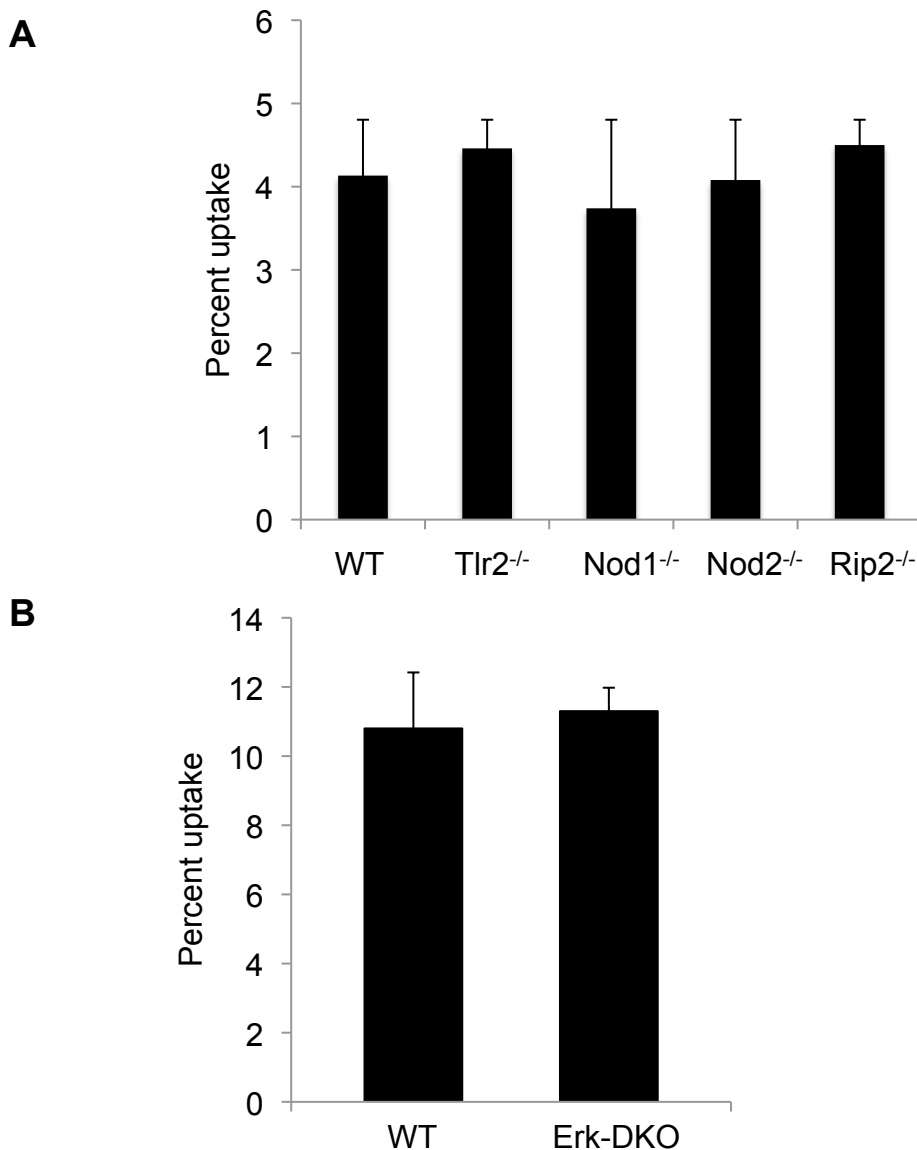 A
Percent uptake
6
5
4
3
2
1
0
WT Tlr2-/- Nod1-/- Nod2-/- Rip2-/-
B
Percent uptake
14
12
10
8
6
4
2
0
WT Erk-DKO